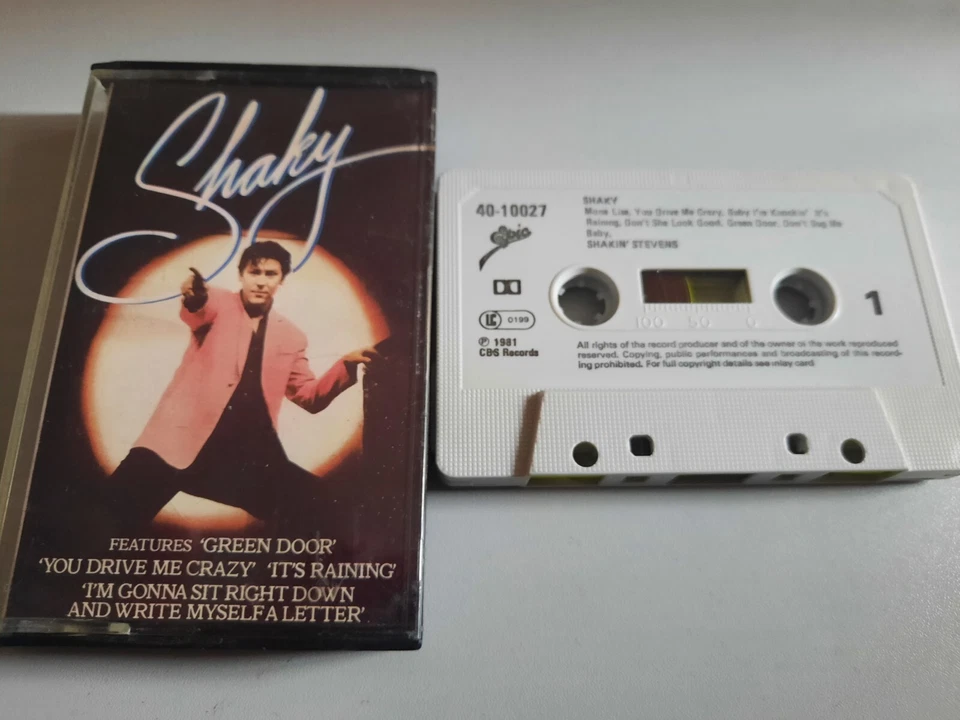 Shaky
FEATURES ‘GREEN DOOR’
‘YOU DRIVE ME CRAZY’ ‘IT'S RAINING’
‘I'M GONNA SIT RIGHT DOWN
AND WRITE MYSELF A LETTER’
40-10027
Epic
LC 0199
℗ 1981
CBS Records
SHAKY
Mona Lisa, You Drive Me Crazy, Baby I'm Knockin' It's
Raining, Don't She Look Good, Green Door, Don't Bug Me
Baby,
SHAKIN' STEVENS
100 50 0
1
All rights of the record producer and of the owner of the work reproduced
reserved. Copying, public performances and broadcasting of this record-
ing prohibited. For full copyright details see inlay card